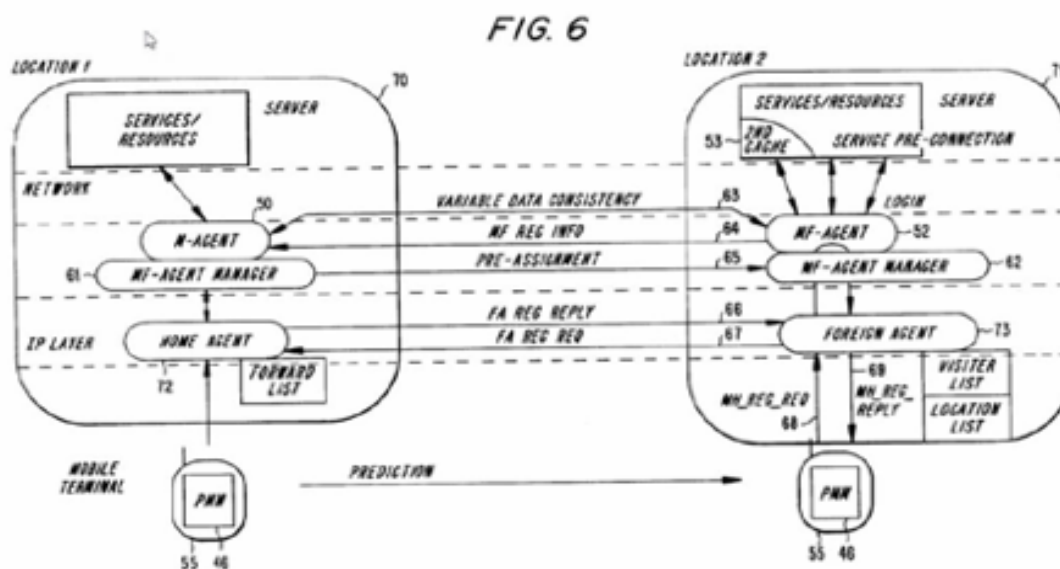 FIG. 6
LOCATION 1
70
SERVICES/
RESOURCES
SERVER
NETWORK
50
M-AGENT
61
MF-AGENT MANAGER
IP LAYER
HOME AGENT
72
FORWARD
LIST
MOBILE
TERMINAL
PMM
55
46
VARIABLE DATA CONSISTENCY
63
MF REG INFO
64
PRE-ASSIGNMENT
65
FA REG REPLY
66
FA REG REQ
67
PREDICTION
LOCATION 2
SERVICES/RESOURCES
SERVER
53
2ND
CACHE
SERVICE PRE-CONNECTION
LOGIN
MF-AGENT
52
MF-AGENT MANAGER
62
FOREIGN AGENT
73
MH_REG_REQ
68
69
MH_REG_
REPLY
VISITER
LIST
LOCATION
LIST
PMM
55
46